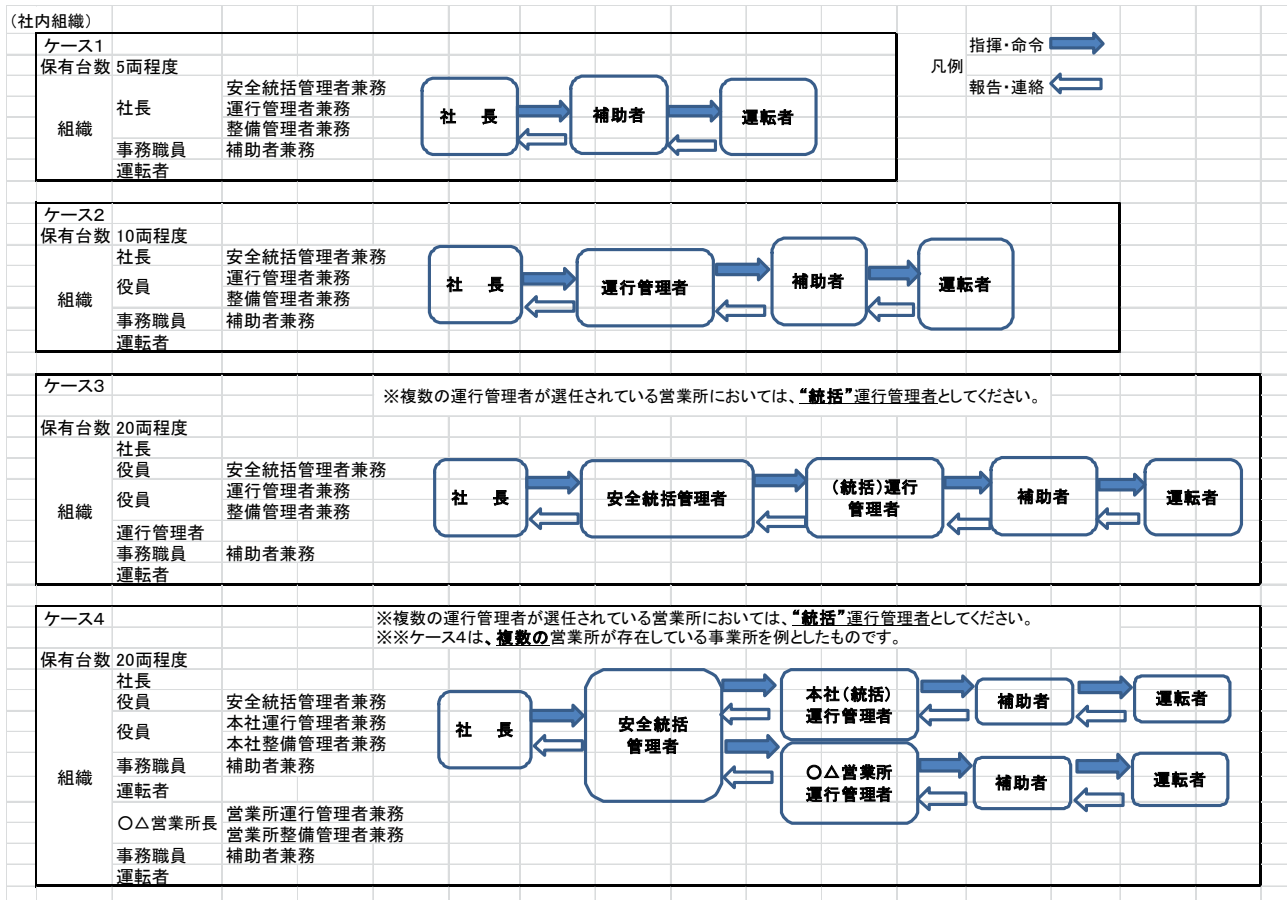 (社内組織)
指揮・命令
凡例
報告・連絡
ケース1
保有台数 5両程度
組織
社長
安全統括管理者兼務
運行管理者兼務
整備管理者兼務
事務職員 補助者兼務
運転者
社 長
補助者
運転者
ケース2
保有台数 10両程度
組織
社長 安全統括管理者兼務
役員
運行管理者兼務
整備管理者兼務
事務職員 補助者兼務
運転者
社 長
運行管理者
補助者
運転者
ケース3
※複数の運行管理者が選任されている営業所においては、“統括”運行管理者としてください。
保有台数 20両程度
組織
社長
役員 安全統括管理者兼務
役員
運行管理者兼務
整備管理者兼務
運行管理者
事務職員 補助者兼務
運転者
社 長
安全統括管理者
(統括)運行
管理者
補助者
運転者
ケース4
※複数の運行管理者が選任されている営業所においては、“統括”運行管理者としてください。
※※ケース4は、複数の営業所が存在している事業所を例としたものです。
保有台数 20両程度
組織
社長
役員 安全統括管理者兼務
役員
本社運行管理者兼務
本社整備管理者兼務
事務職員 補助者兼務
運転者
○△営業所長
営業所運行管理者兼務
営業所整備管理者兼務
事務職員 補助者兼務
運転者
社 長
安全統括
管理者
本社(統括)
運行管理者
補助者
運転者
○△営業所
運行管理者
補助者
運転者